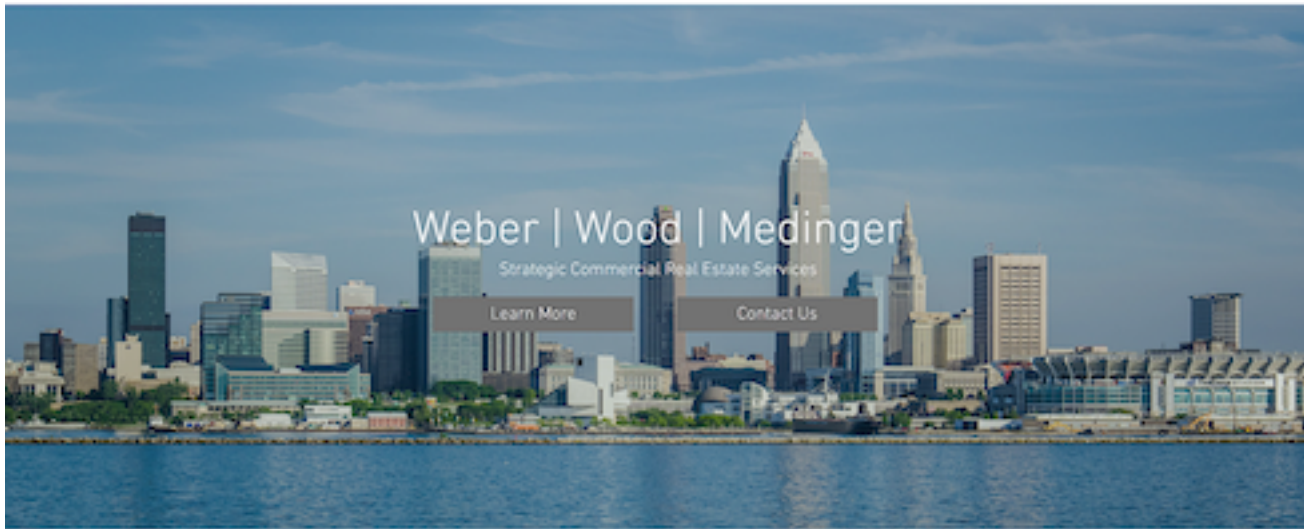 Weber | Wood | Medinger
Strategic Commercial Real Estate Services
Learn More
Contact Us